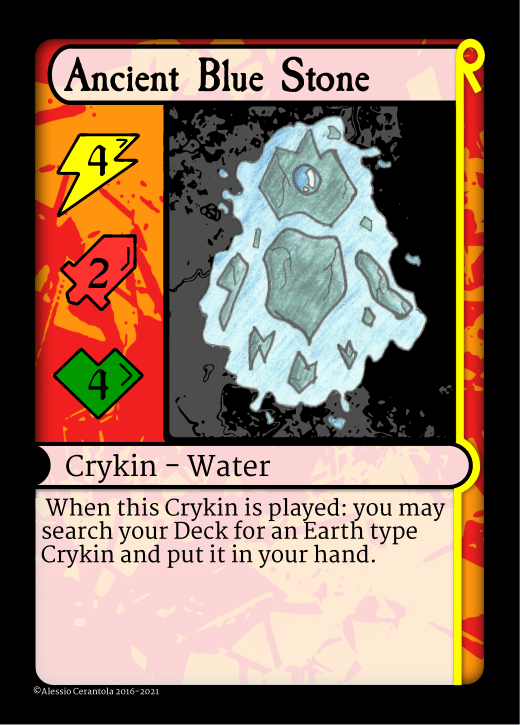 Ancient Blue Stone
R
4
2
4
Crykin - Water
When this Crykin is played: you may
search your Deck for an Earth type
Crykin and put it in your hand.
©Alessio Cerantola 2016-2021